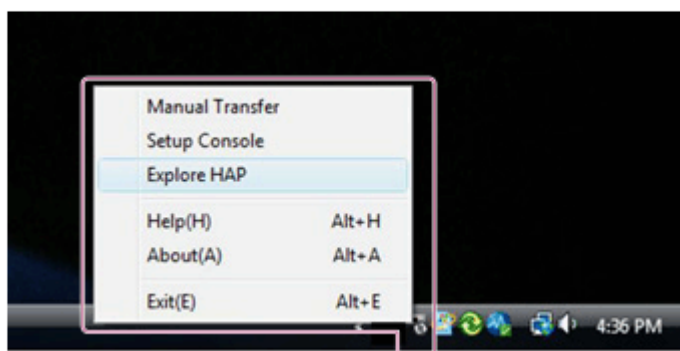 Manual Transfer
Setup Console
Explore HAP
Help(H) Alt+H
About(A) Alt+A
Exit(E) Alt+E
4:36 PM